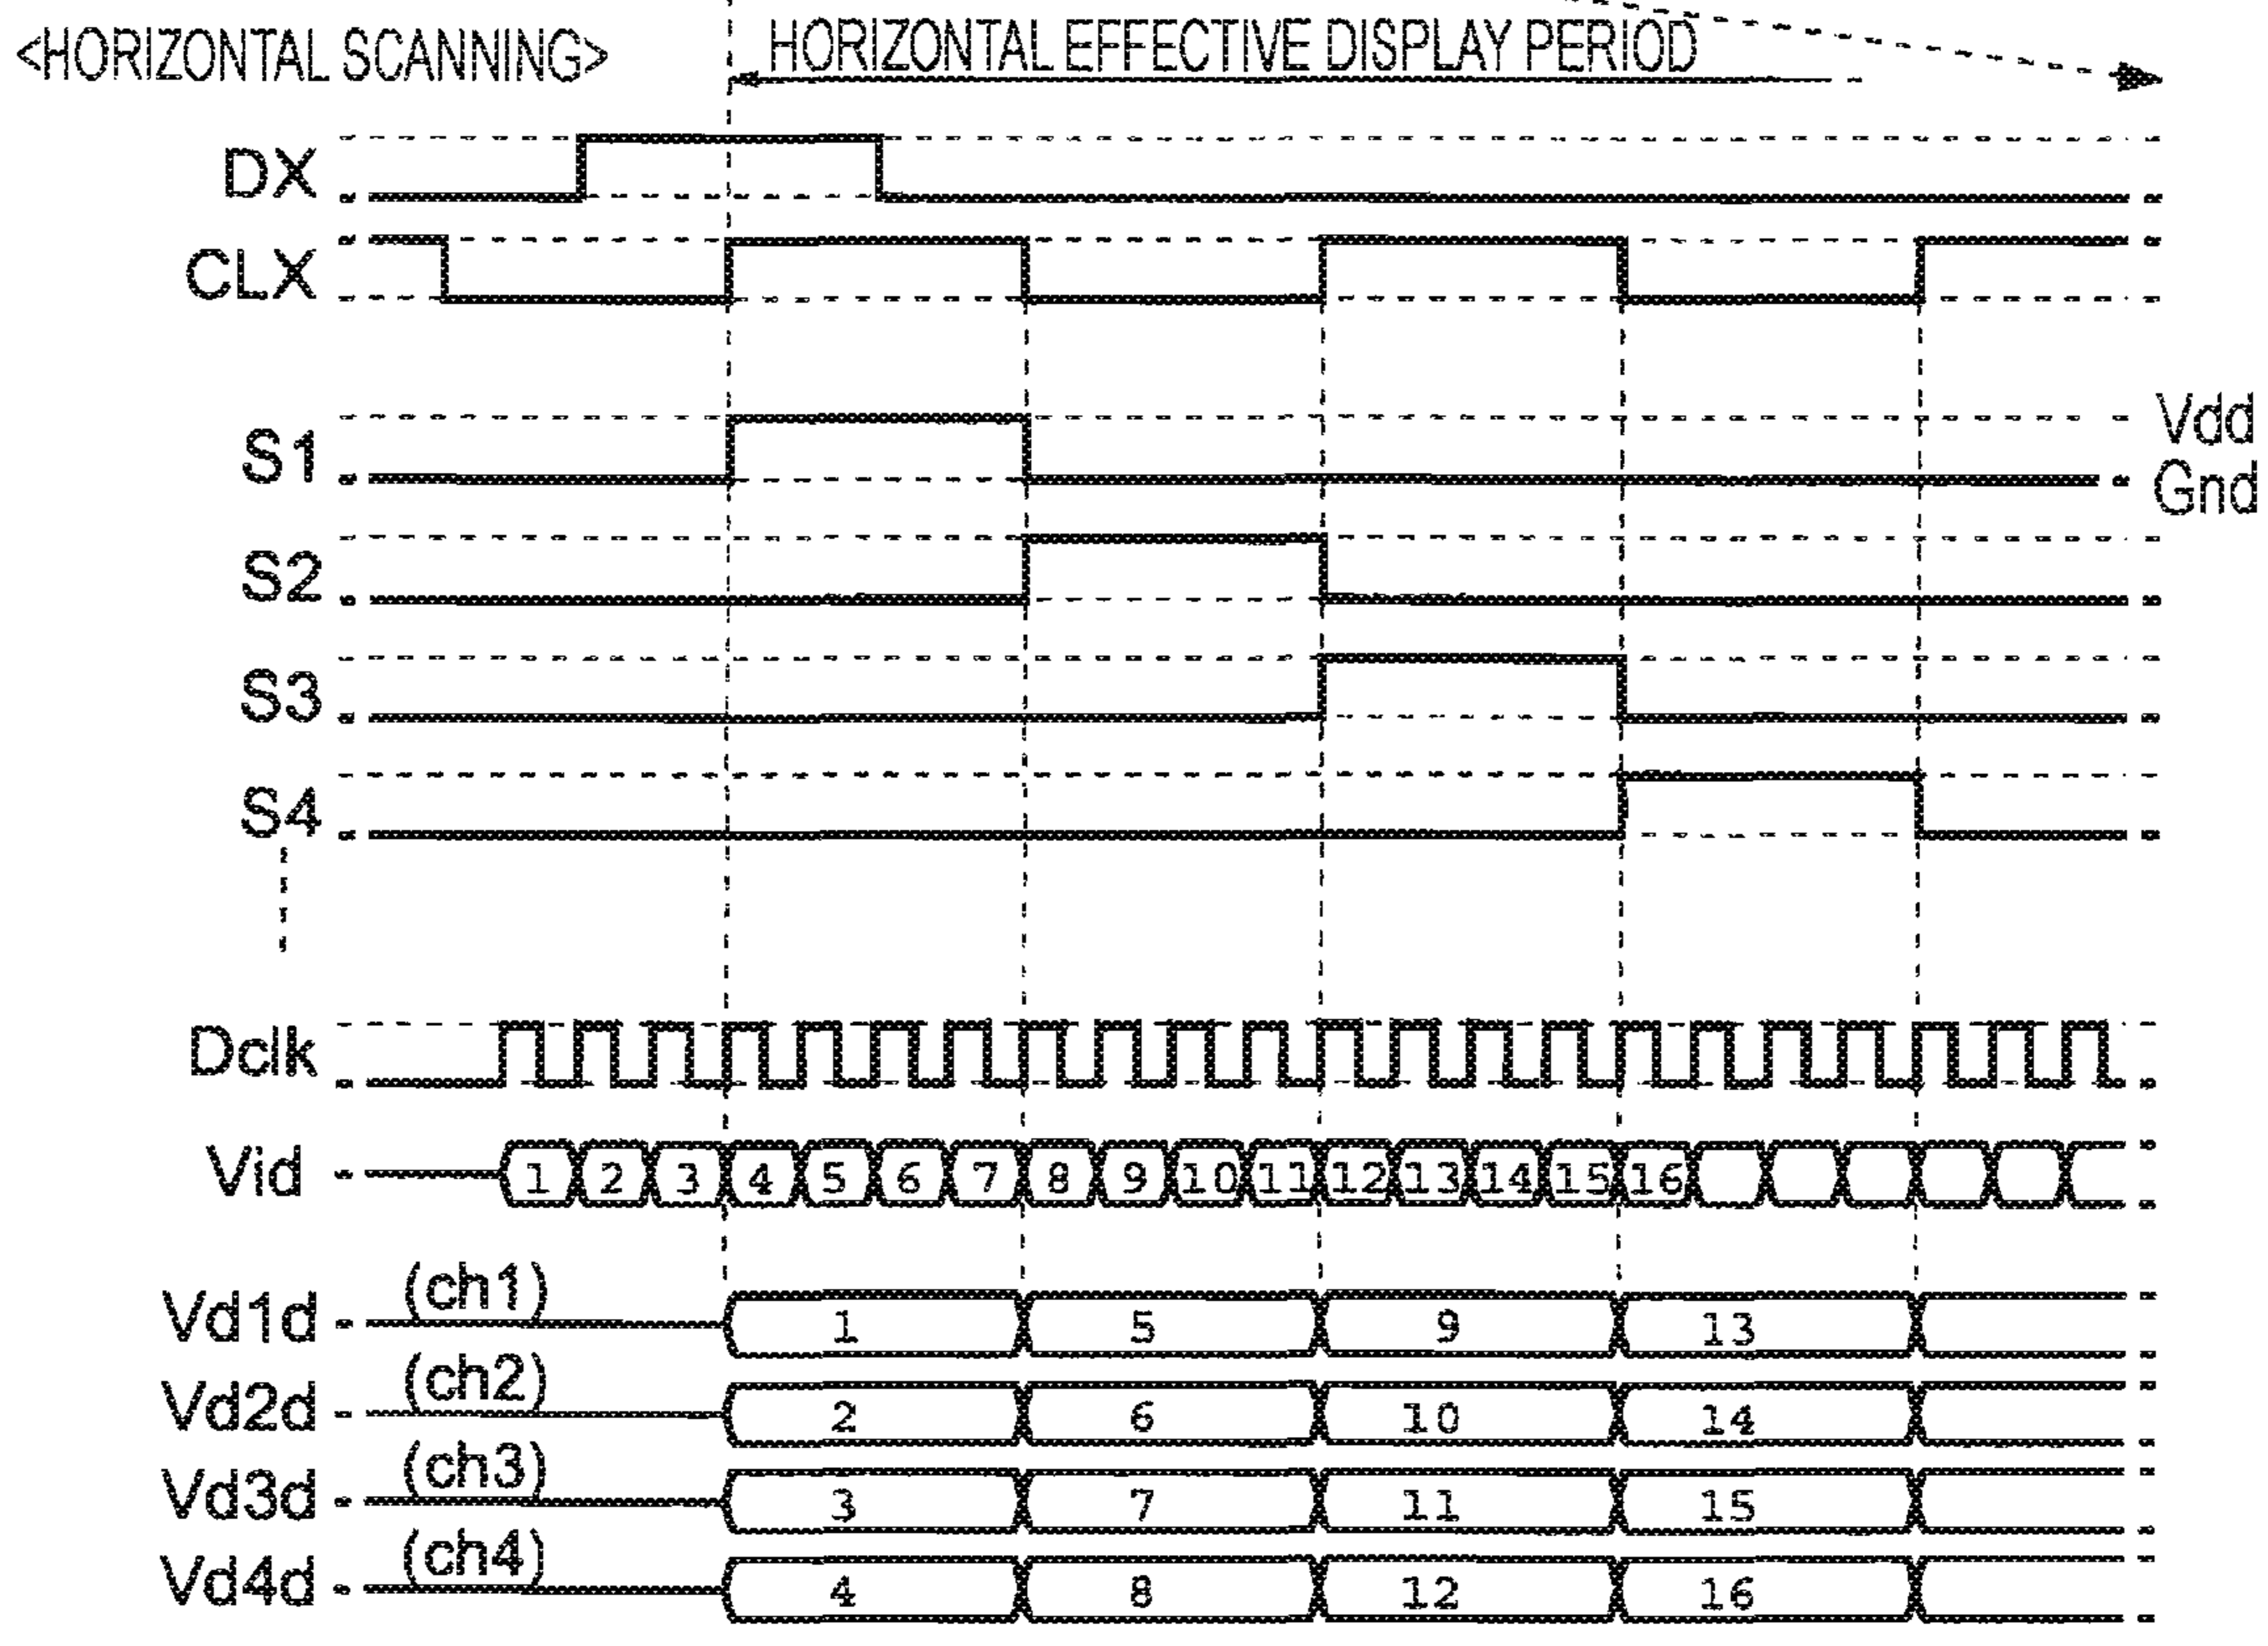 <HORIZONTAL SCANNING> HORIZONTAL EFFECTIVE DISPLAY PERIOD
DX
CLX
S1 Vdd
Gnd
S2
S3
S4
Dclk
Vid 1 2 3 4 5 6 7 8 9 10 11 12 13 14 15 16
Vd1d (ch1) 1 5 9 13
Vd2d (ch2) 2 6 10 14
Vd3d (ch3) 3 7 11 15
Vd4d (ch4) 4 8 12 16